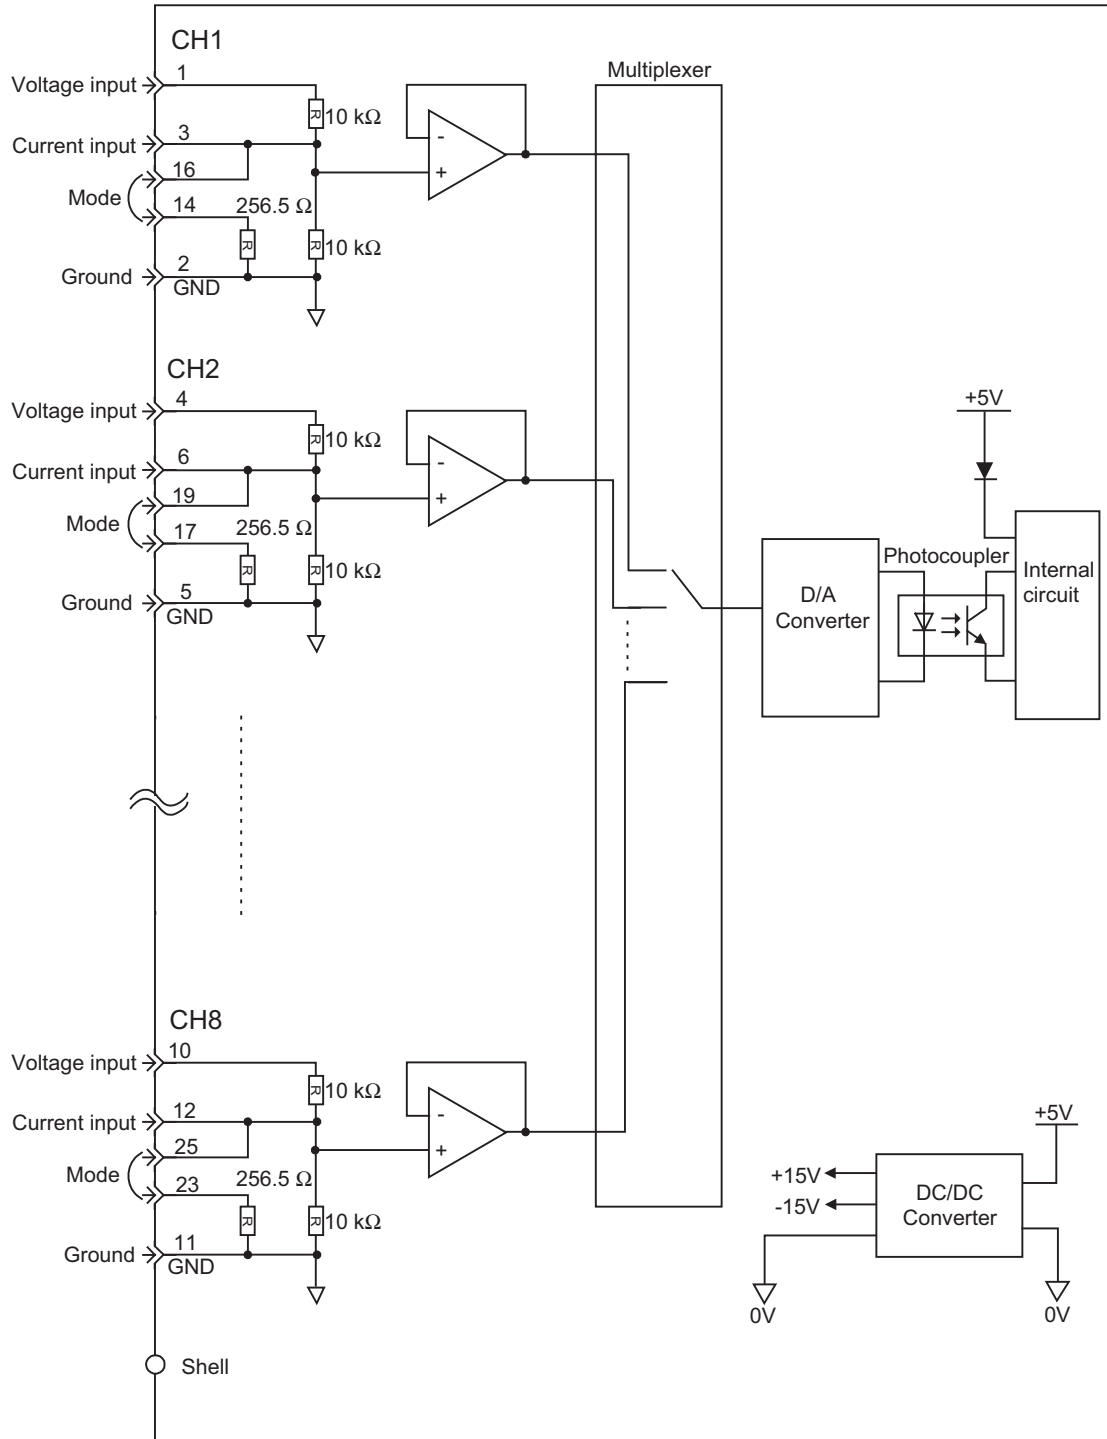 CH1
Voltage input
1
10 kΩ
Current input
3
16
Mode
14
256.5 Ω
10 kΩ
Ground
2
GND
R
R
R
-
+
Multiplexer
CH2
Voltage input
4
10 kΩ
Current input
6
19
Mode
17
256.5 Ω
10 kΩ
Ground
5
GND
R
R
R
-
+
+5V
D/A
Converter
Photocoupler
Internal
circuit
CH8
Voltage input
10
10 kΩ
Current input
12
25
Mode
23
256.5 Ω
10 kΩ
Ground
11
GND
R
R
R
-
+
+5V
+15V
-15V
DC/DC
Converter
0V
0V
Shell